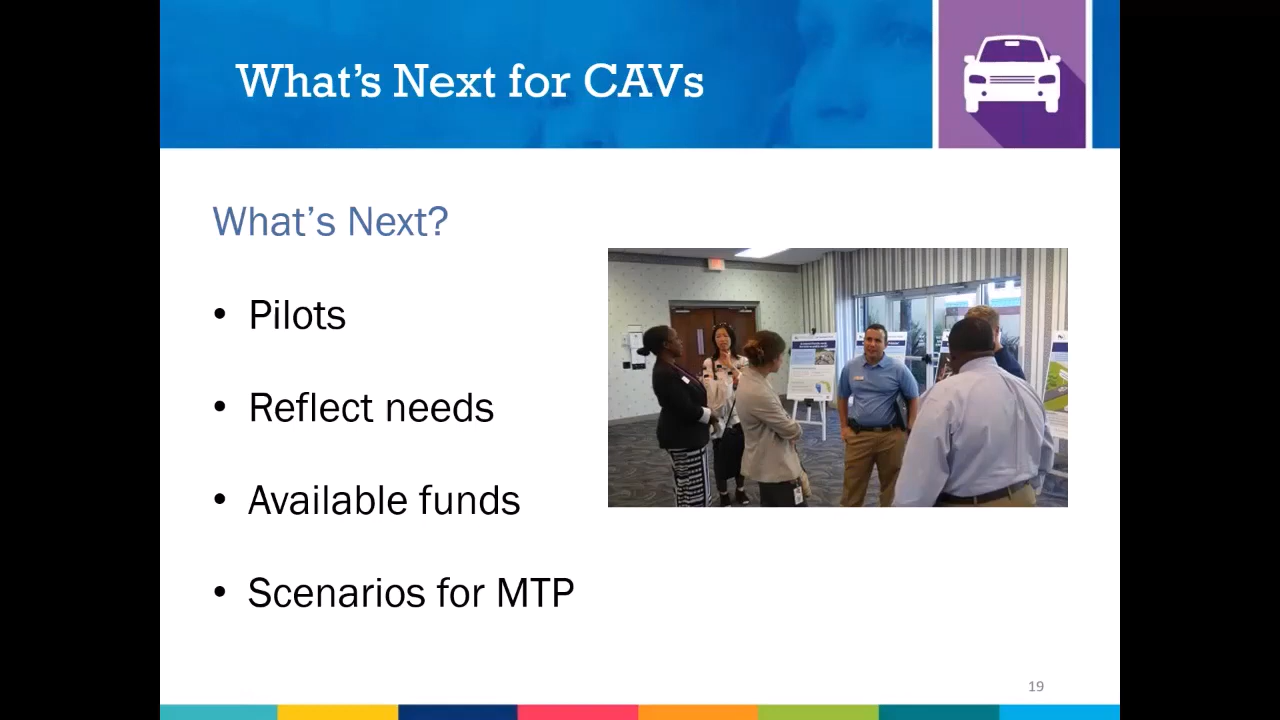 What's Next for CAVs
What's Next?
• Pilots
• Reflect needs
• Available funds
• Scenarios for MTP
19